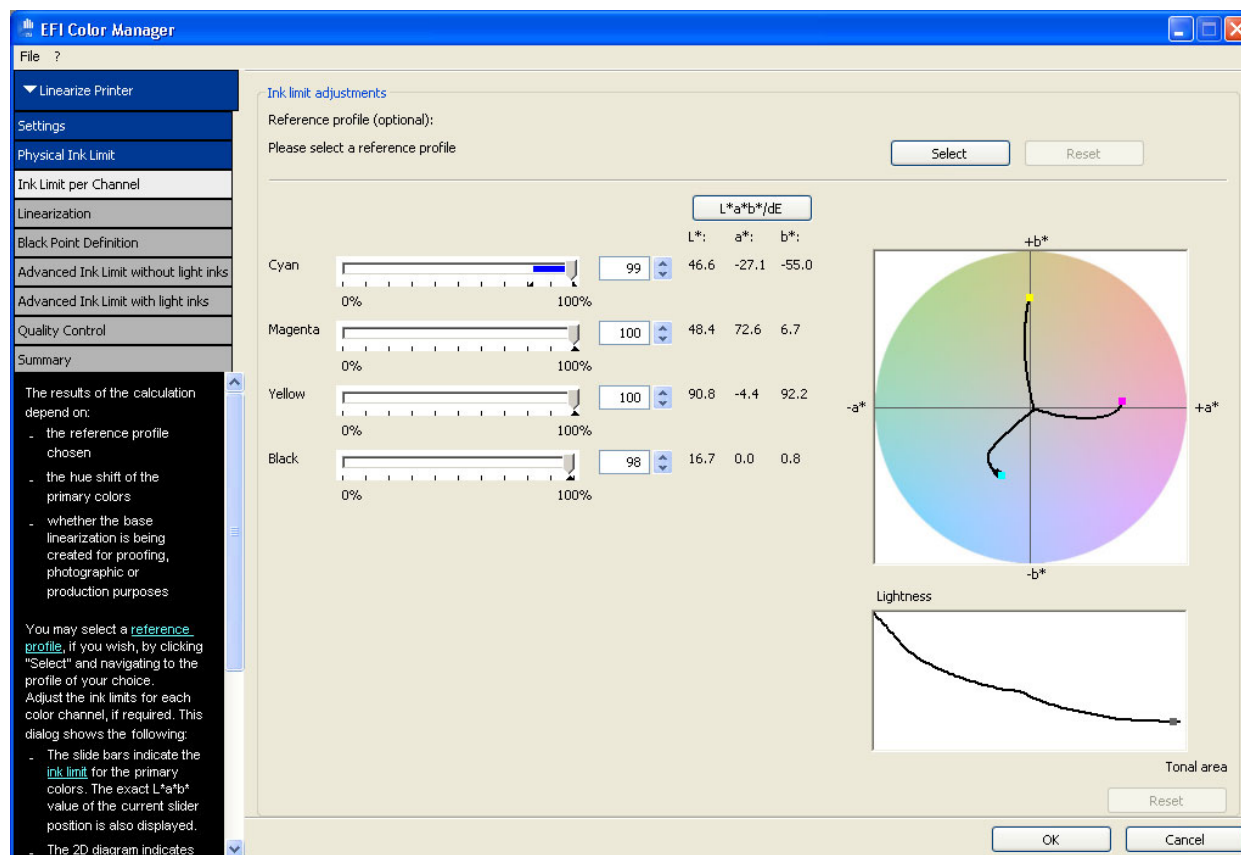 EFI Color Manager
File ?
Linearize Printer
Settings
Physical Ink Limit
Ink Limit per Channel
Linearization
Black Point Definition
Advanced Ink Limit without light inks
Advanced Ink Limit with light inks
Quality Control
Summary
The results of the calculation
depend on:
- the reference profile
chosen
- the hue shift of the
primary colors
- whether the base
linearization is being
created for proofing,
photographic or
production purposes
You may select a reference
profile, if you wish, by clicking
"Select" and navigating to the
profile of your choice.
Adjust the ink limits for each
color channel, if required. This
dialog shows the following:
- The slide bars indicate the
ink limit for the primary
colors. The exact L*a*b*
value of the current slider
position is also displayed.
- The 2D diagram indicates
Ink limit adjustments
Reference profile (optional):
Please select a reference profile
Select Reset
L*a*b*/dE
L*: a*: b*:
Cyan 99 46.6 -27.1 -55.0
0% 100%
Magenta 100 48.4 72.6 6.7
0% 100%
Yellow 100 90.8 -4.4 92.2
0% 100%
Black 98 16.7 0.0 0.8
0% 100%
+b*
-a* +a*
-b*
Lightness
Tonal area
Reset
OK Cancel